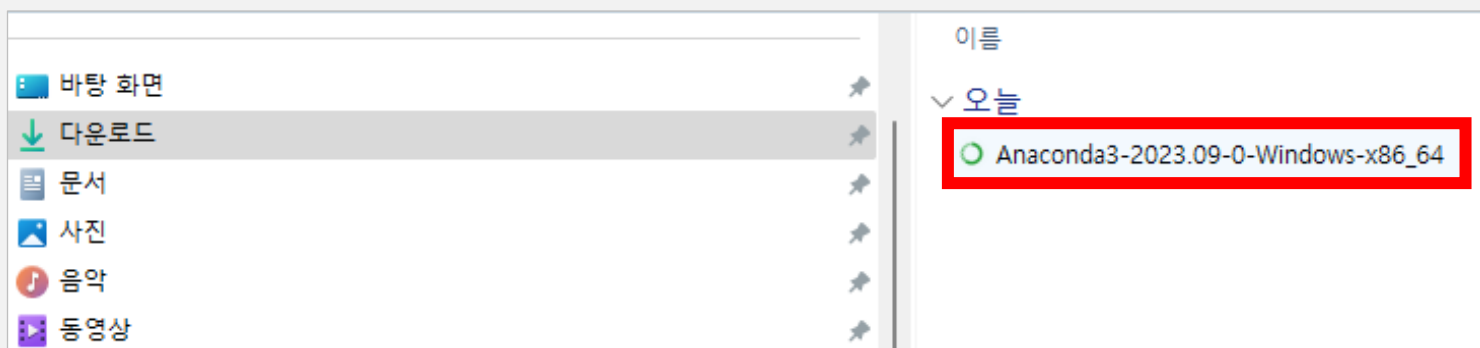 바탕 화면
다운로드
문서
사진
음악
동영상
이름
오늘
Anaconda3-2023.09-0-Windows-x86_64